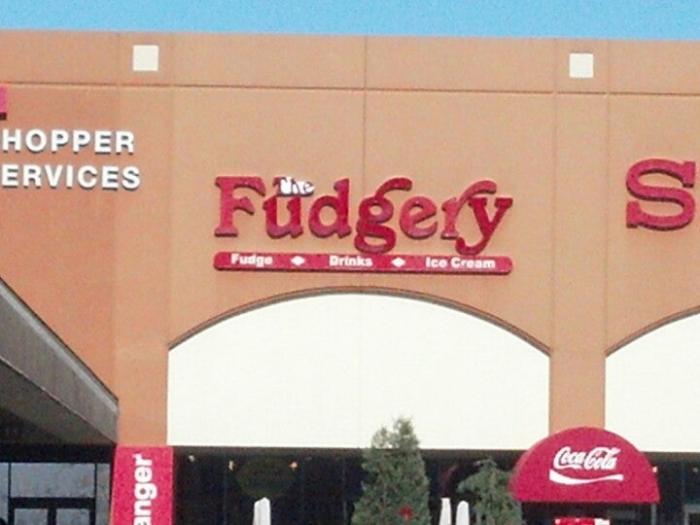 HOPPER
ERVICES
the
Fudgery
Fudge Drinks Ice Cream
S
Coca-Cola
anger